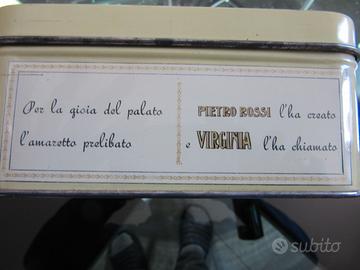 Per la gioia del palato
l'amaretto prelibato
PIETRO ROSSI l'ha creato
e VIRGINIA l'ha chiamato
subito